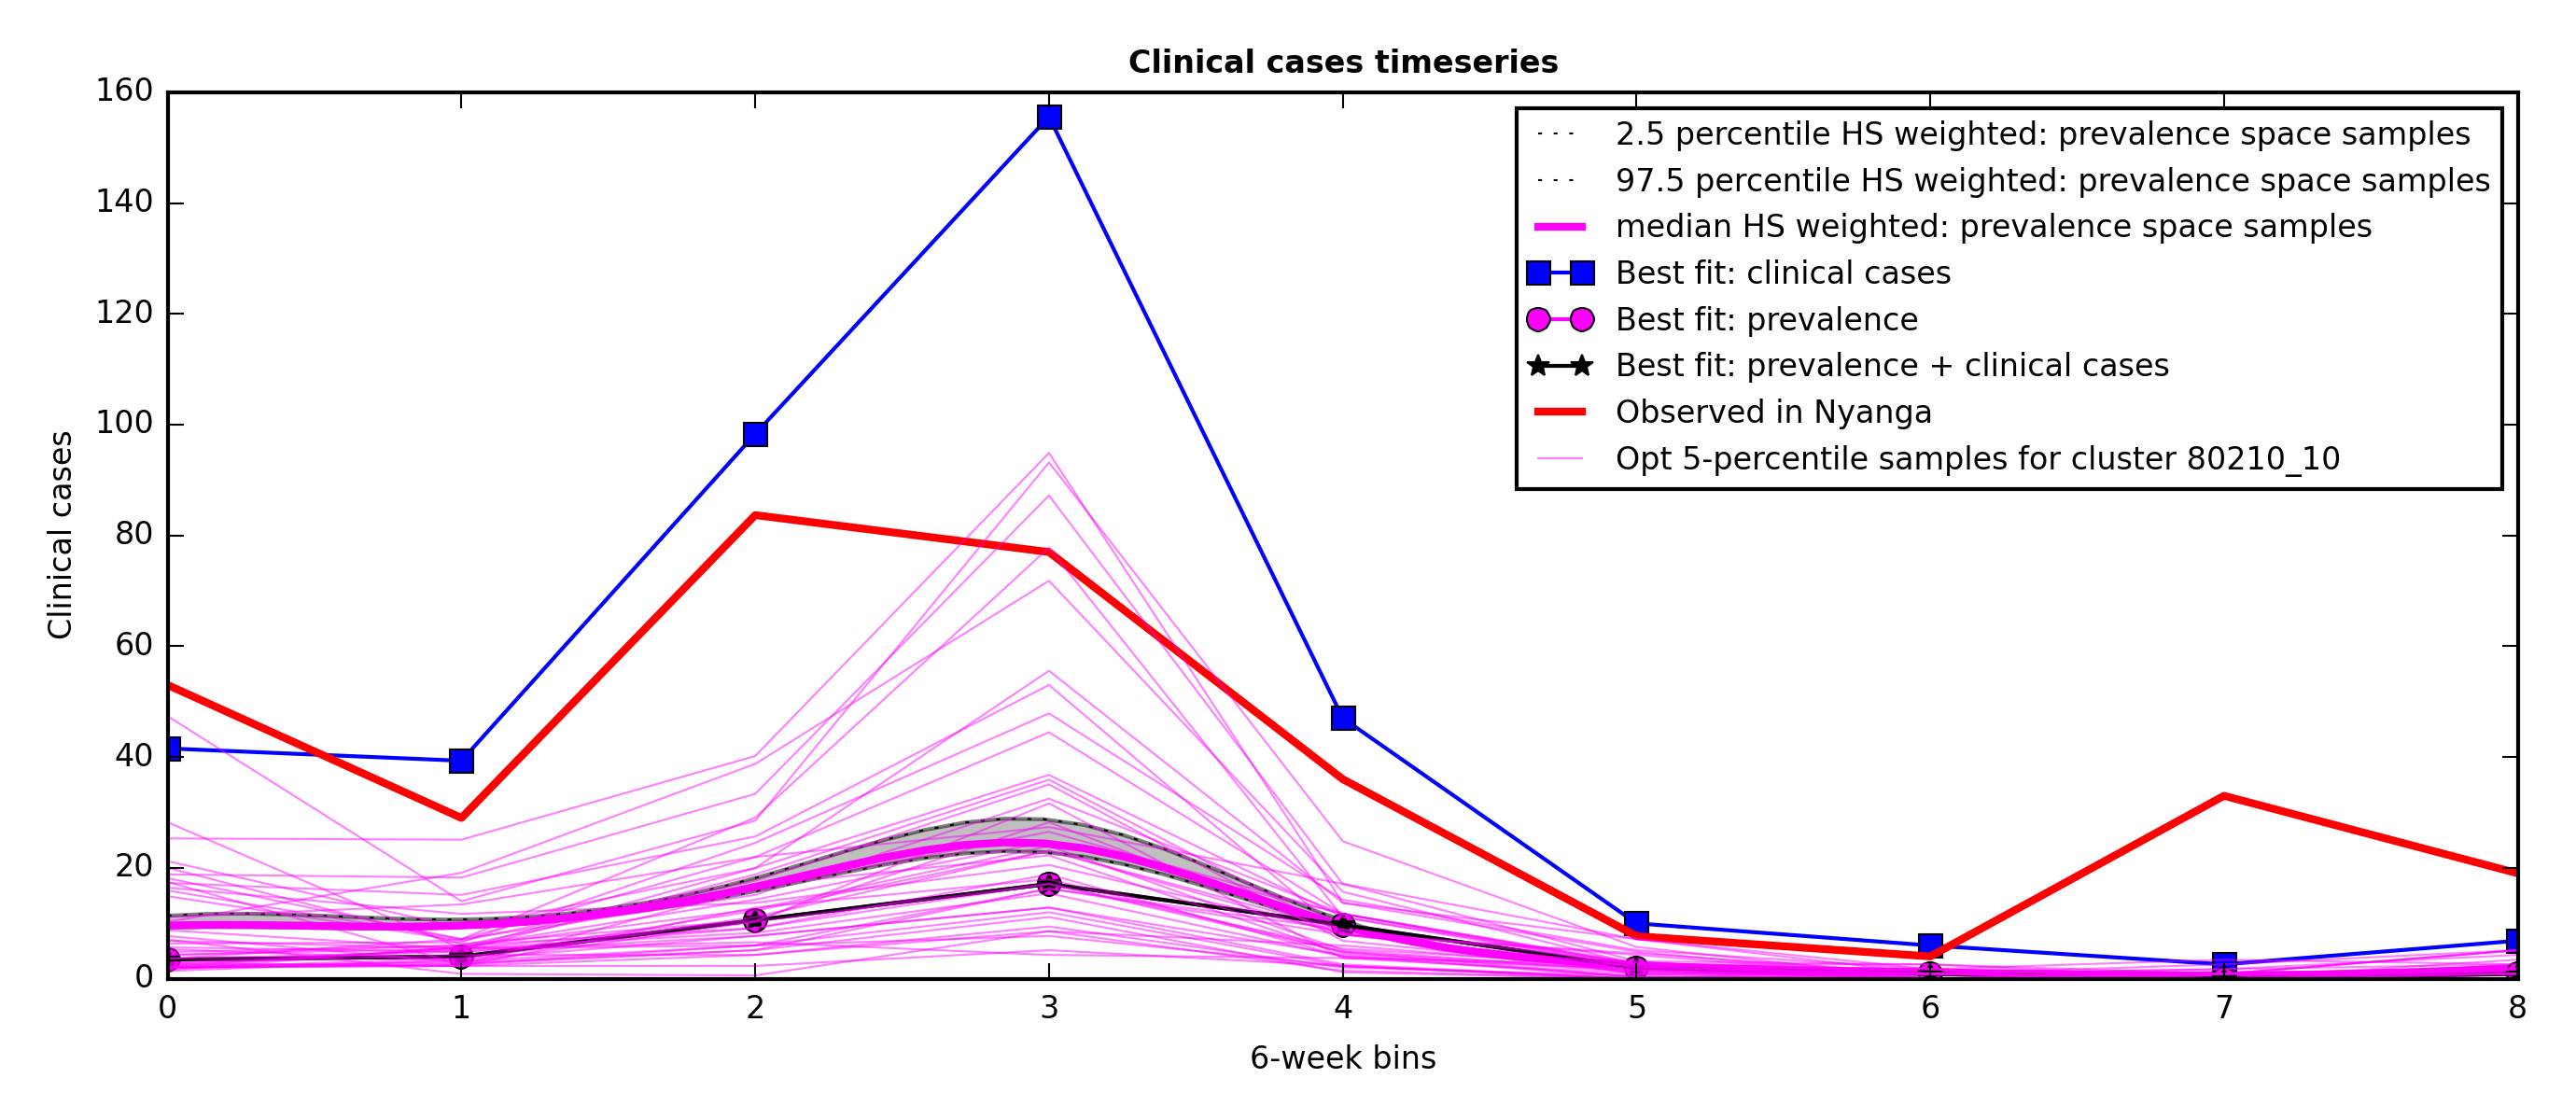 Clinical cases timeseries
160
140
120
100
80
60
40
20
0
Clinical cases
2.5 percentile HS weighted: prevalence space samples
97.5 percentile HS weighted: prevalence space samples
median HS weighted: prevalence space samples
Best fit: clinical cases
Best fit: prevalence
Best fit: prevalence + clinical cases
Observed in Nyanga
Opt 5-percentile samples for cluster 80210_10
0 1 2 3 4 5 6 7 8
6-week bins